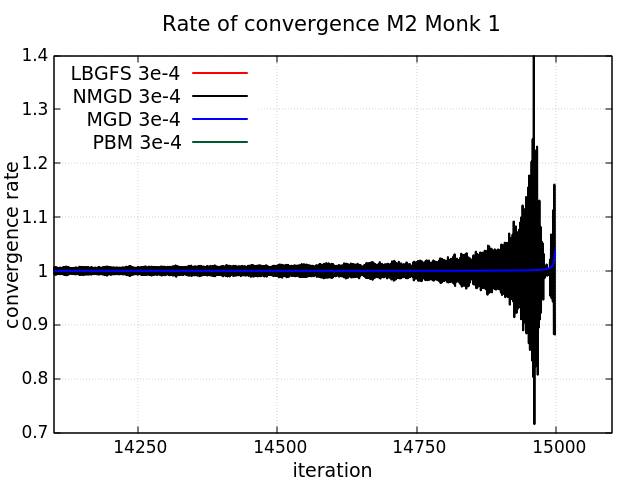 Rate of convergence M2 Monk 1
LBGFS 3e-4
NMGD 3e-4
MGD 3e-4
PBM 3e-4
convergence rate
1.4
1.3
1.2
1.1
1
0.9
0.8
0.7
14250 14500 14750 15000
iteration